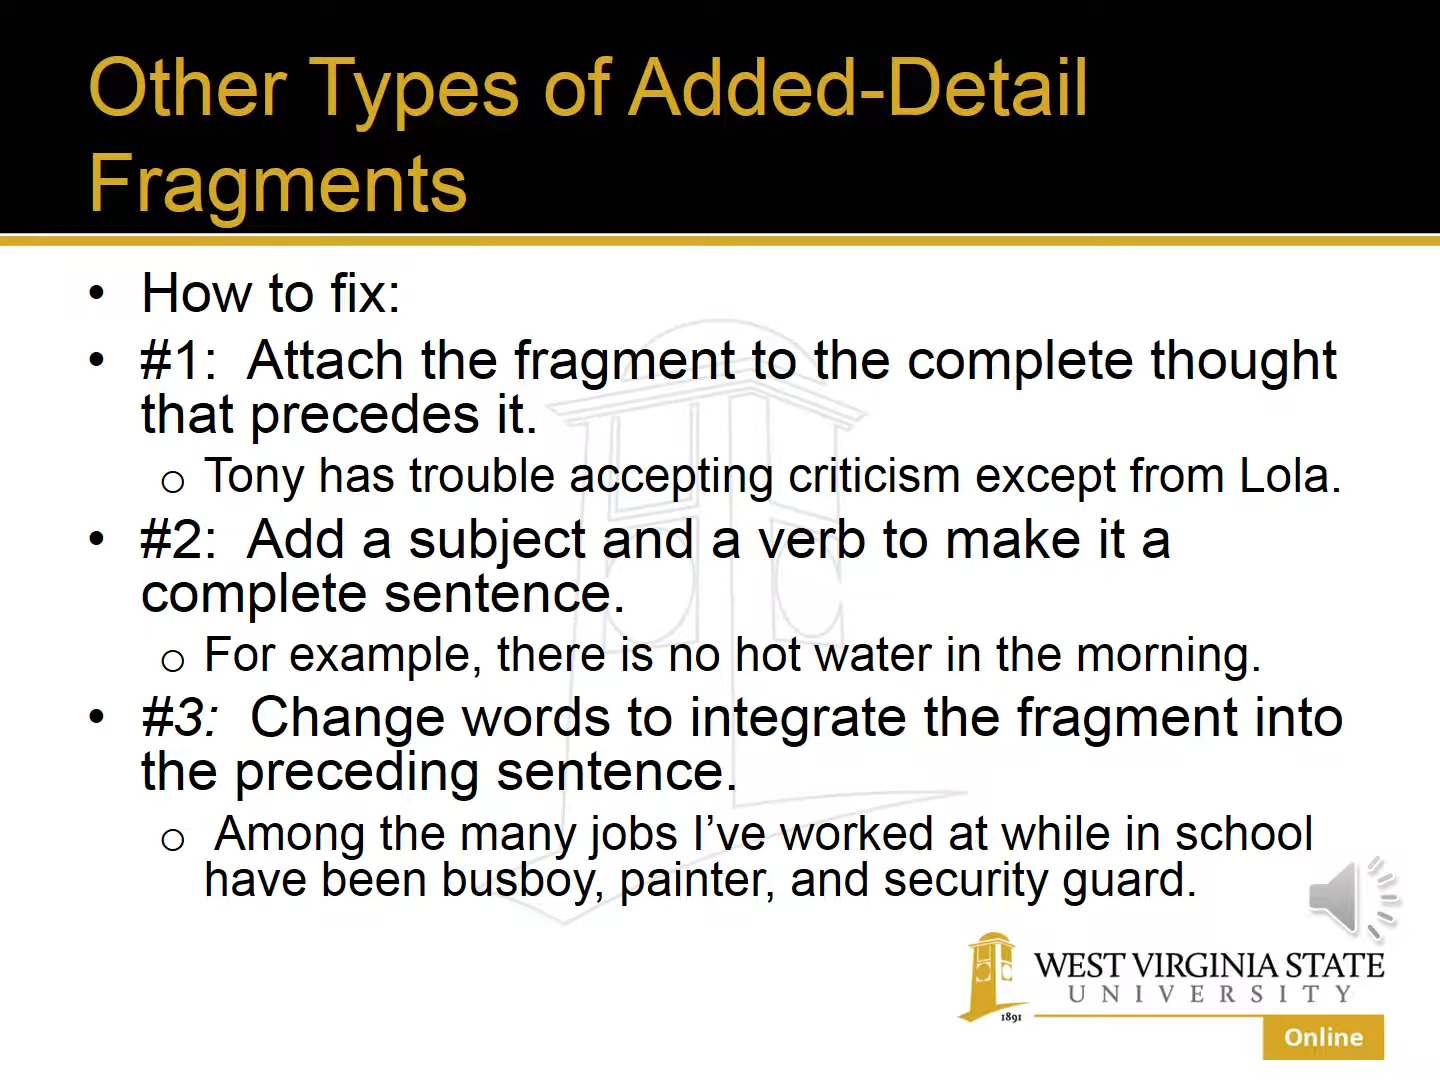 Other Types of Added-Detail
Fragments
• How to fix:
• #1:  Attach the fragment to the complete thought
that precedes it.
o Tony has trouble accepting criticism except from Lola.
• #2:  Add a subject and a verb to make it a
complete sentence.
o For example, there is no hot water in the morning.
• #3:  Change words to integrate the fragment into
the preceding sentence.
o Among the many jobs I’ve worked at while in school
have been busboy, painter, and security guard.
WEST VIRGINIA STATE
UNIVERSITY
1891
Online